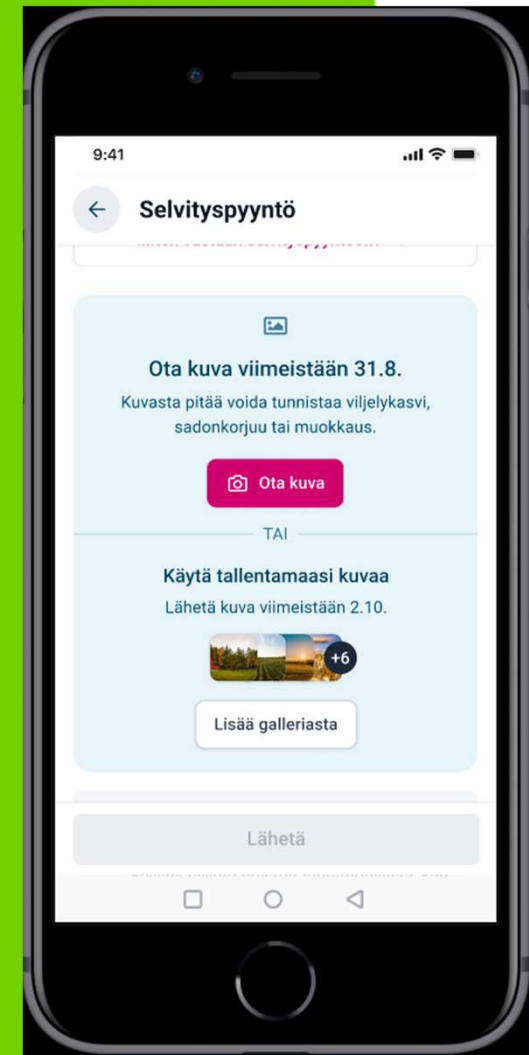 9:41
Selvityspyyntö
Ota kuva viimeistään 31.8.
Kuvasta pitää voida tunnistaa viljelykasvi,
sadonkorjuu tai muokkaus.
Ota kuva
TAI
Käytä tallentamaasi kuvaa
Lähetä kuva viimeistään 2.10.
+6
Lisää galleriasta
Lähetä